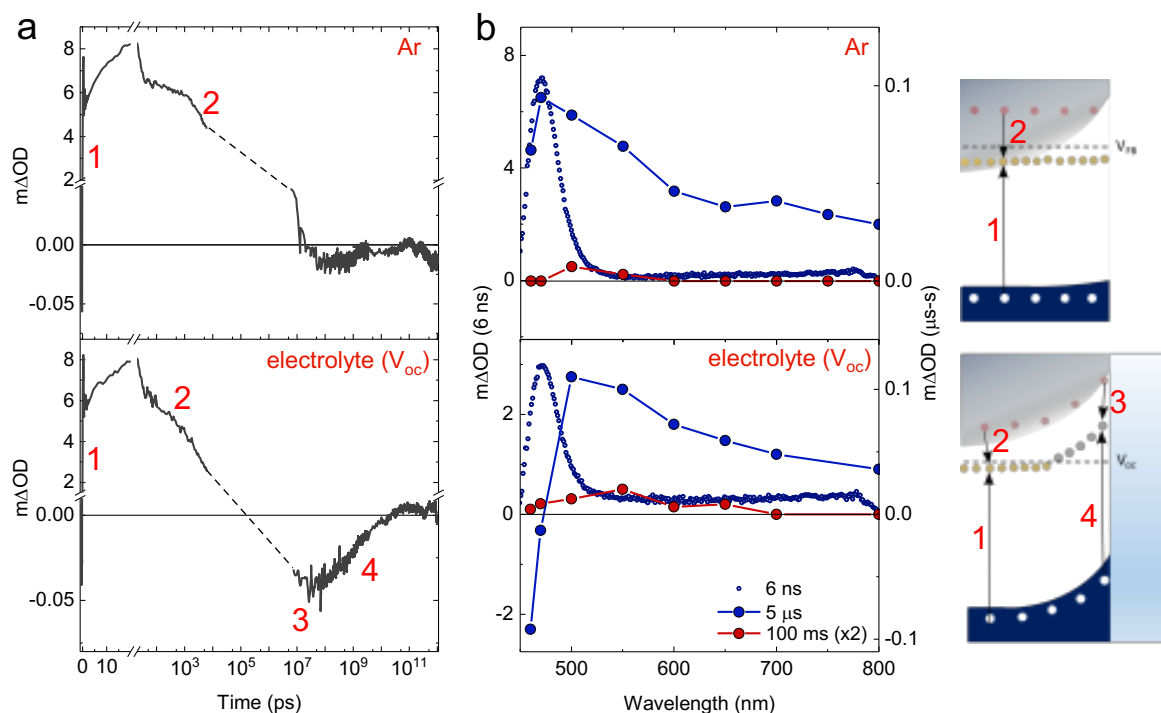 a
Ar
8
6
4
2
0.00
-0.05
mΔOD
1
2
electrolyte (Voc)
8
6
4
2
0.00
-0.05
mΔOD
1
2
3
4
0 10 10³ 10⁵ 10⁷ 10⁹ 10¹¹
Time (ps)
b
Ar
8
4
0
0.1
0.0
electrolyte (Voc)
2
0
-2
0.1
0.0
-0.1
mΔOD (6 ns)
mΔOD (μs-s)
6 ns
5 μs
100 ms (x2)
500 600 700 800
Wavelength (nm)
2
VFB
1
3
2
Voc
1
4